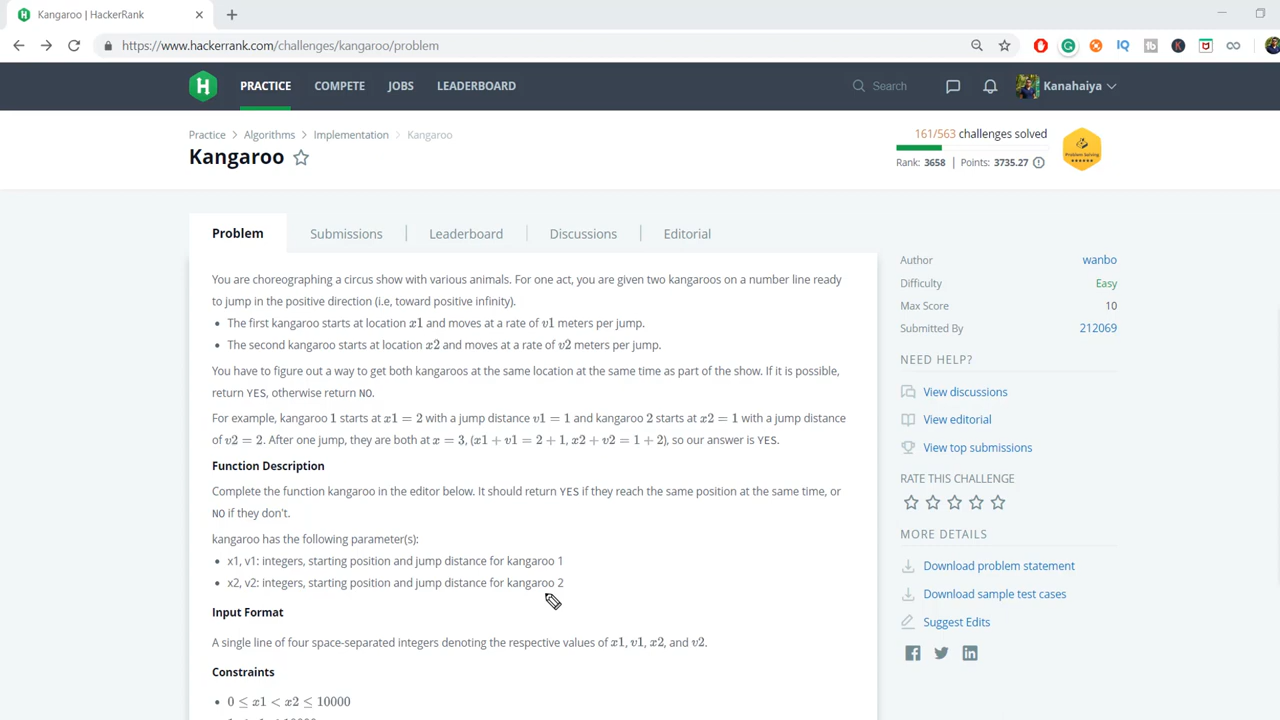 Kangaroo | HackerRank
https://www.hackerrank.com/challenges/kangaroo/problem
PRACTICE COMPETE JOBS LEADERBOARD Search Kanahaiya
Practice > Algorithms > Implementation > Kangaroo
161/563 challenges solved
Kangaroo
Rank: 3658 | Points: 3735.27
Problem Solving
Problem Submissions Leaderboard Discussions Editorial
You are choreographing a circus show with various animals. For one act, you are given two kangaroos on a number line ready
to jump in the positive direction (i.e, toward positive infinity).
• The first kangaroo starts at location x1 and moves at a rate of v1 meters per jump.
• The second kangaroo starts at location x2 and moves at a rate of v2 meters per jump.
You have to figure out a way to get both kangaroos at the same location at the same time as part of the show. If it is possible,
return YES, otherwise return NO.
For example, kangaroo 1 starts at x1 = 2 with a jump distance v1 = 1 and kangaroo 2 starts at x2 = 1 with a jump distance
of v2 = 2. After one jump, they are both at x = 3, (x1 + v1 = 2 + 1, x2 + v2 = 1 + 2), so our answer is YES.
Function Description
Complete the function kangaroo in the editor below. It should return YES if they reach the same position at the same time, or
NO if they don't.
kangaroo has the following parameter(s):
• x1, v1: integers, starting position and jump distance for kangaroo 1
• x2, v2: integers, starting position and jump distance for kangaroo 2
Input Format
A single line of four space-separated integers denoting the respective values of x1, v1, x2, and v2.
Constraints
• 0 ≤ x1 < x2 ≤ 10000
Author wanbo
Difficulty Easy
Max Score 10
Submitted By 212069
NEED HELP?
View discussions
View editorial
View top submissions
RATE THIS CHALLENGE
MORE DETAILS
Download problem statement
Download sample test cases
Suggest Edits